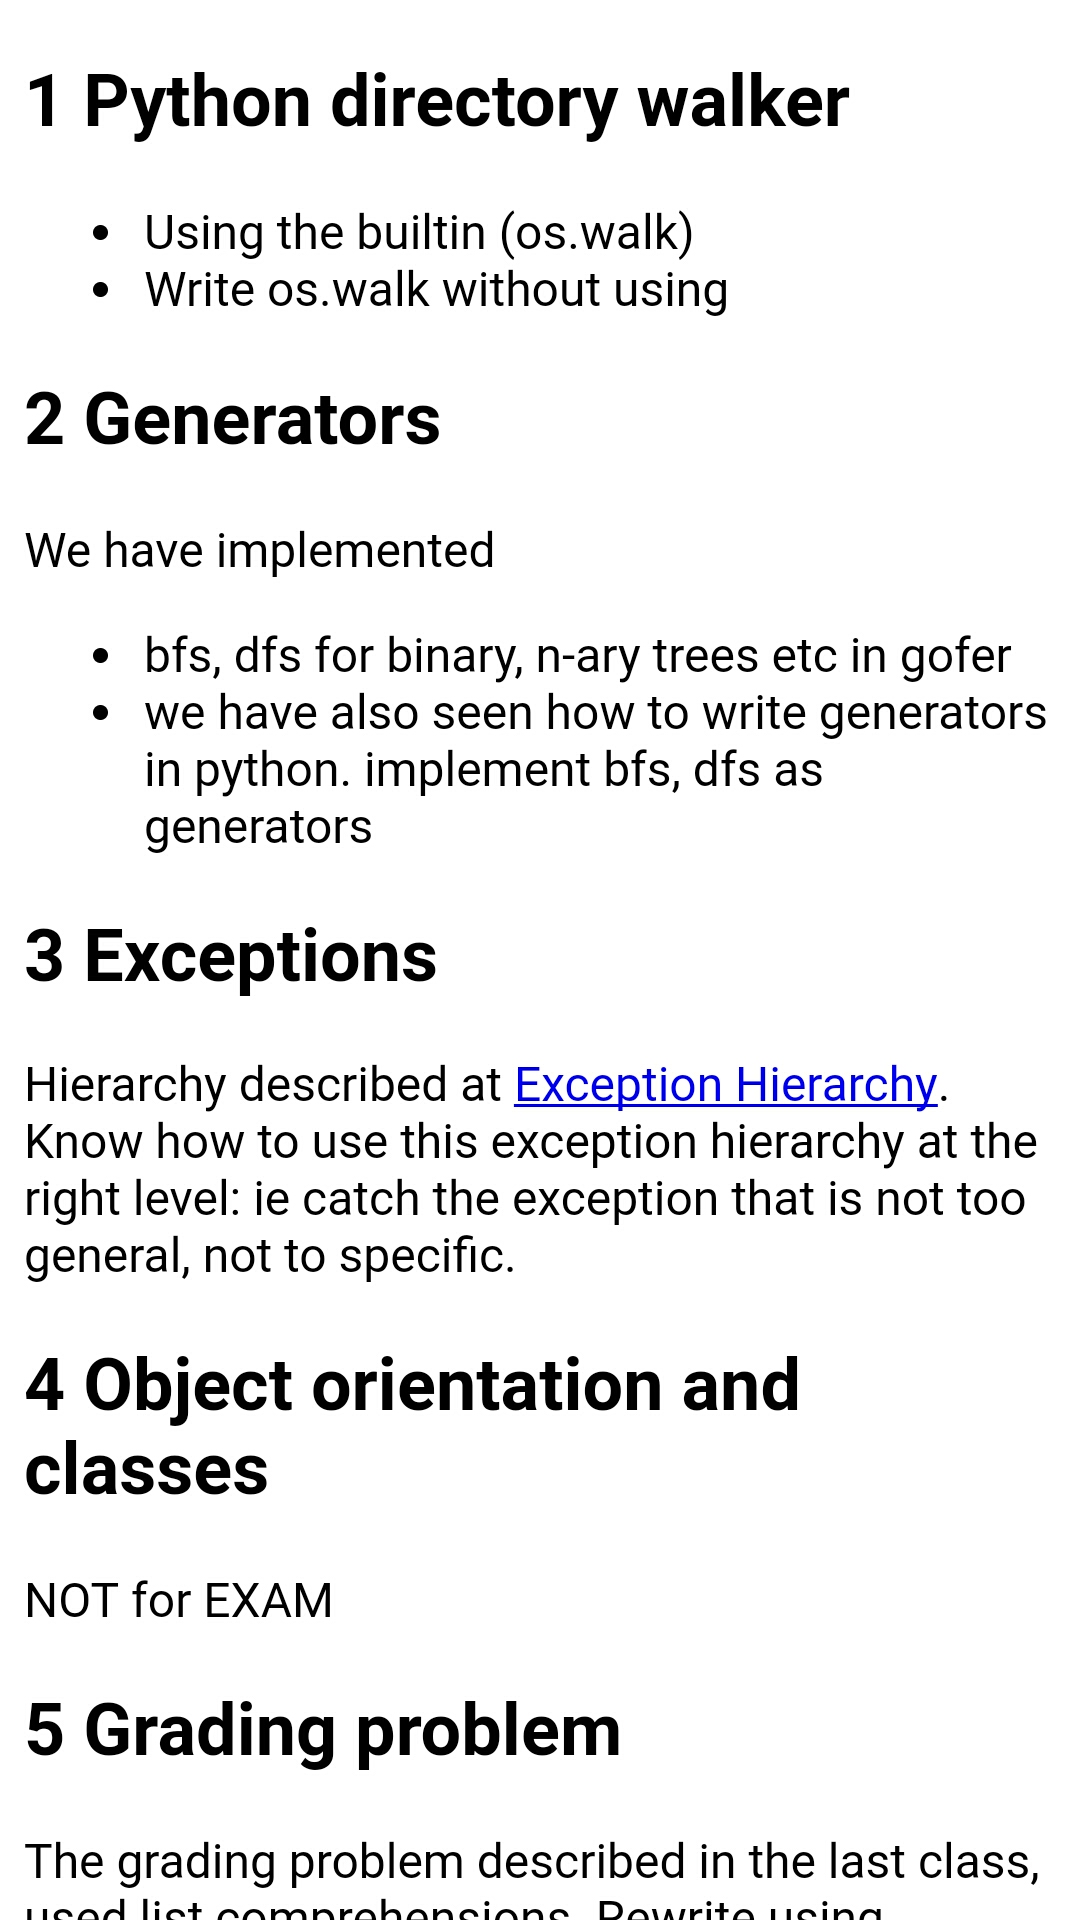 1 Python directory walker
• Using the builtin (os.walk)
• Write os.walk without using
2 Generators
We have implemented
• bfs, dfs for binary, n-ary trees etc in gofer
• we have also seen how to write generators
in python. implement bfs, dfs as
generators
3 Exceptions
Hierarchy described at Exception Hierarchy.
Know how to use this exception hierarchy at the
right level: ie catch the exception that is not too
general, not to specific.
4 Object orientation and
classes
NOT for EXAM
5 Grading problem
The grading problem described in the last class,
used list comprehensions. Rewrite using